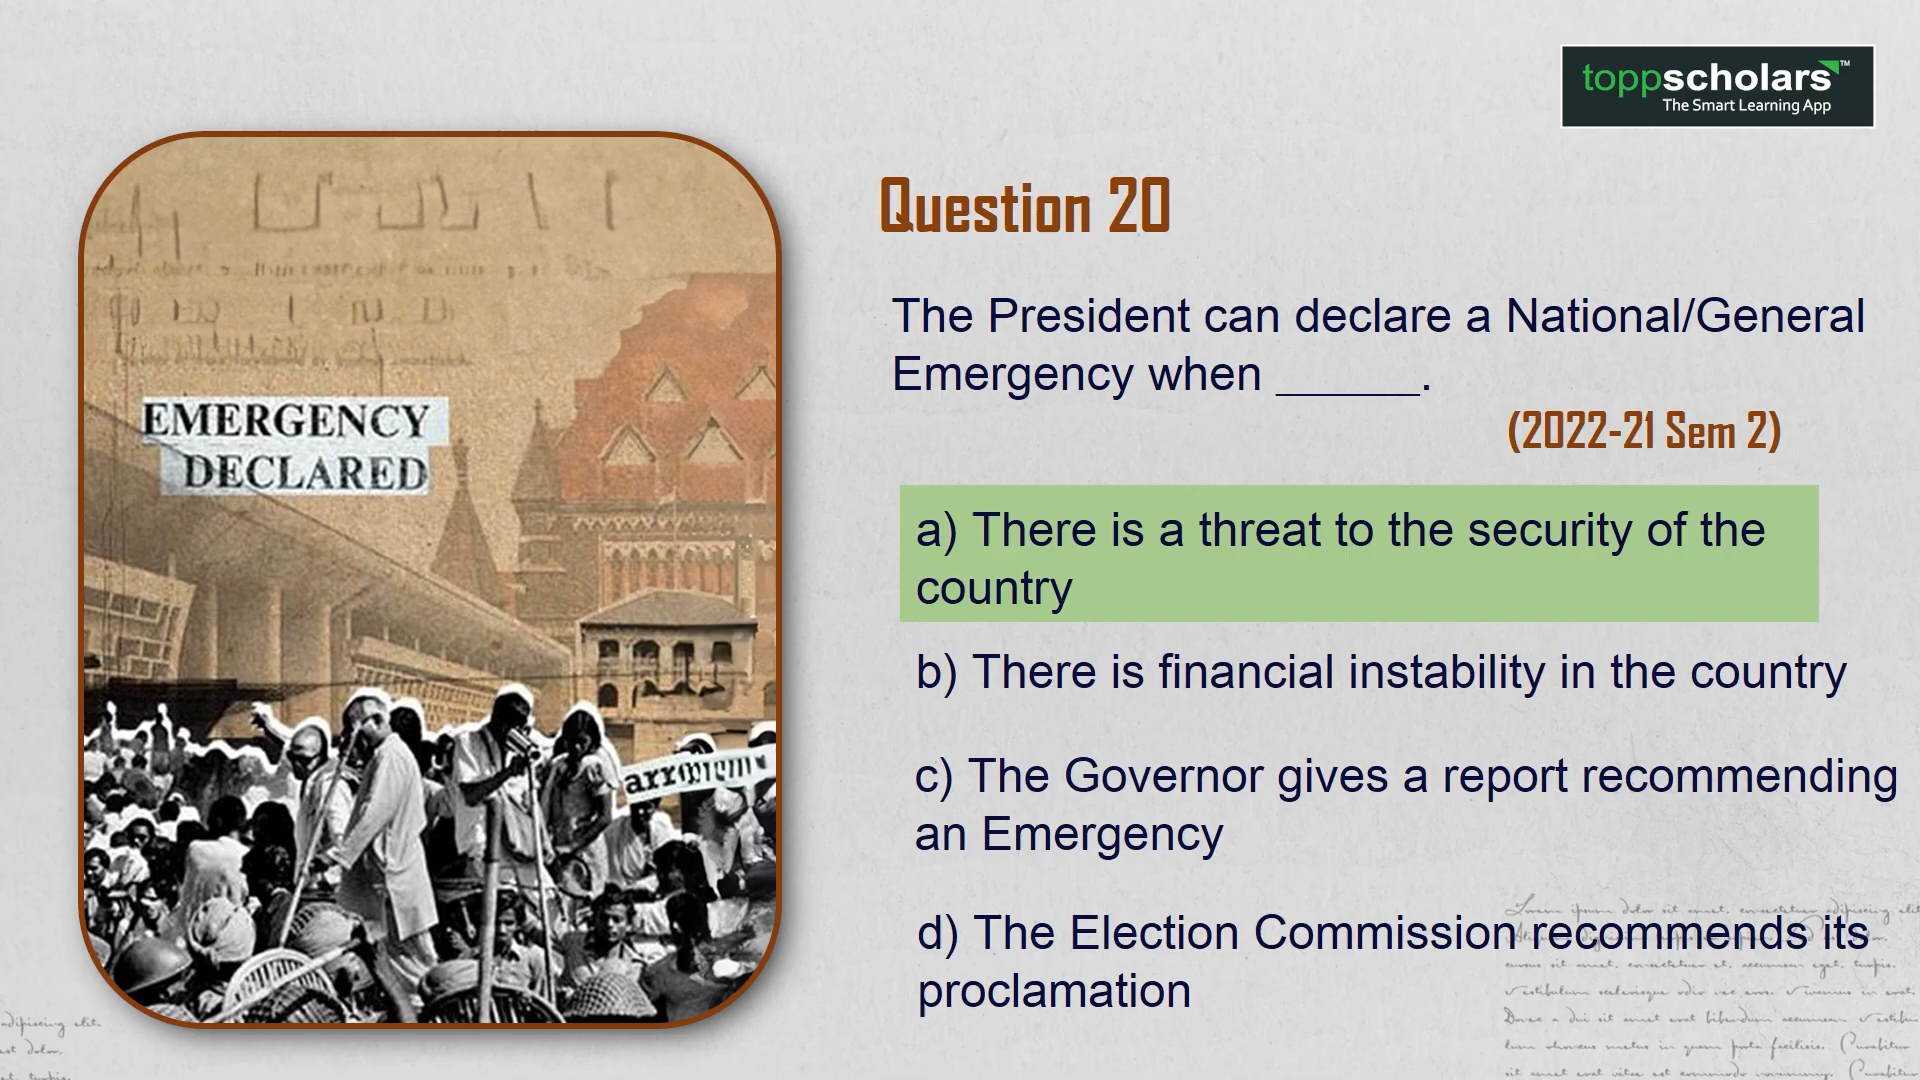 toppscholars™
The Smart Learning App
EMERGENCY
DECLARED
Question 20
The President can declare a National/General
Emergency when ______.
(2022-21 Sem 2)
a) There is a threat to the security of the
country
b) There is financial instability in the country
c) The Governor gives a report recommending
an Emergency
d) The Election Commission recommends its
proclamation